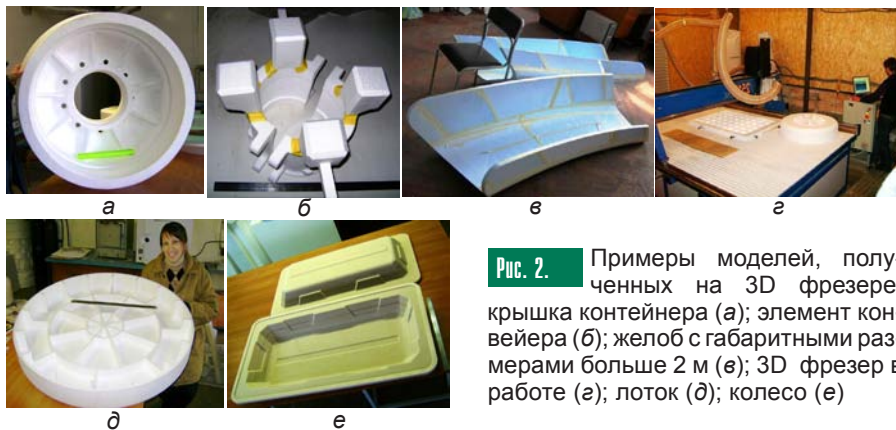 а
б
в
г
д
е
Рис. 2.
Примеры моделей, полу
ченных на 3D фрезере
крышка контейнера (а); элемент кон
вейера (б); желоб с габаритными раз
мерами больше 2 м (в); 3D фрезер в
работе (г); лоток (д); колесо (е)